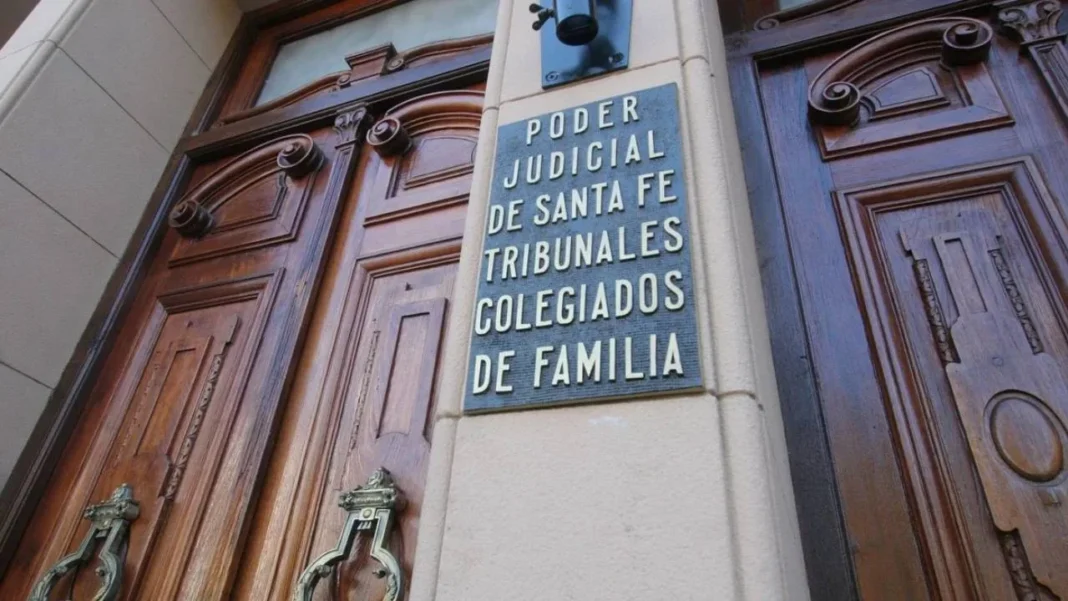 PODER
JUDICIAL
DE SANTA FE
TRIBUNALES
COLEGIADOS
DE FAMILIA